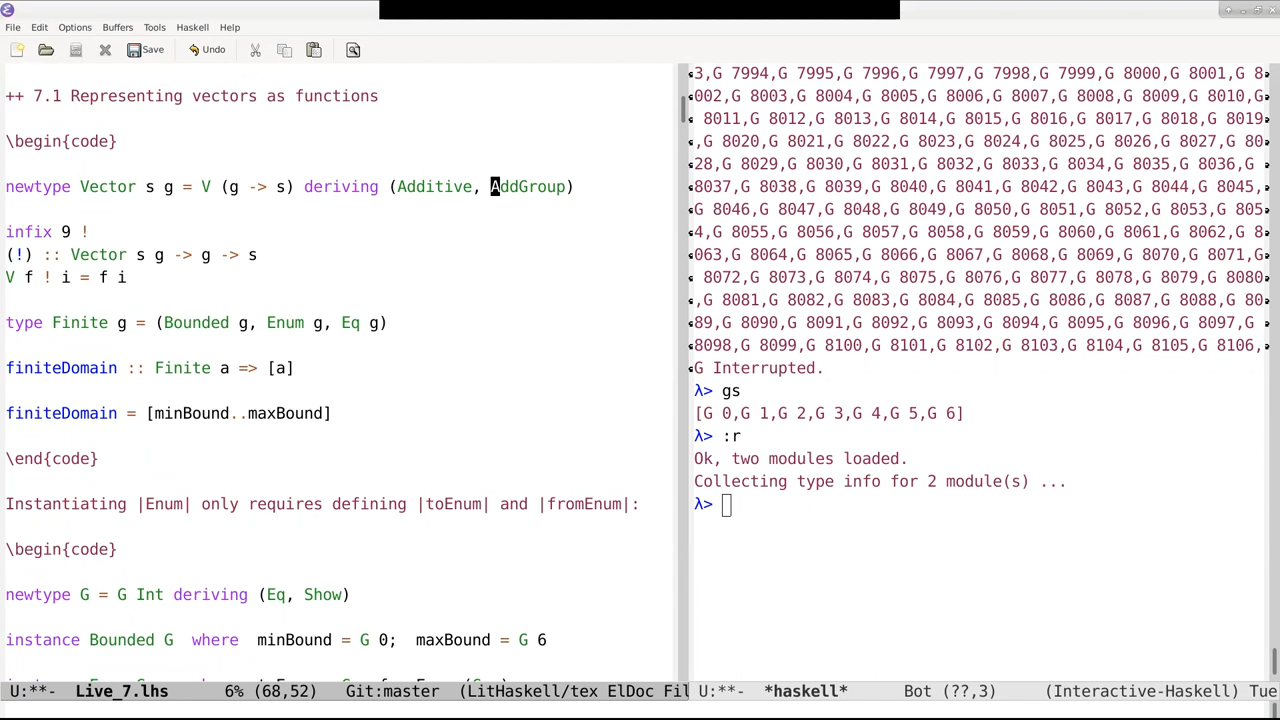 File Edit Options Buffers Tools Haskell Help
Save Undo
++ 7.1 Representing vectors as functions
\begin{code}
newtype Vector s g = V (g -> s) deriving (Additive, AddGroup)
infix 9 !
(!) :: Vector s g -> g -> s
V f ! i = f i
type Finite g = (Bounded g, Enum g, Eq g)
finiteDomain :: Finite a => [a]
finiteDomain = [minBound..maxBound]
\end{code}
Instantiating |Enum| only requires defining |toEnum| and |fromEnum|:
\begin{code}
newtype G = G Int deriving (Eq, Show)
instance Bounded G  where  minBound = G 0;  maxBound = G 6
U:**-  Live_7.lhs      6% (68,52)   Git:master  (LitHaskell/tex ElDoc Fil
3,G 7994,G 7995,G 7996,G 7997,G 7998,G 7999,G 8000,G 8001,G 8
002,G 8003,G 8004,G 8005,G 8006,G 8007,G 8008,G 8009,G 8010,G
 8011,G 8012,G 8013,G 8014,G 8015,G 8016,G 8017,G 8018,G 8019
,G 8020,G 8021,G 8022,G 8023,G 8024,G 8025,G 8026,G 8027,G 80
28,G 8029,G 8030,G 8031,G 8032,G 8033,G 8034,G 8035,G 8036,G 
8037,G 8038,G 8039,G 8040,G 8041,G 8042,G 8043,G 8044,G 8045,
G 8046,G 8047,G 8048,G 8049,G 8050,G 8051,G 8052,G 8053,G 805
4,G 8055,G 8056,G 8057,G 8058,G 8059,G 8060,G 8061,G 8062,G 8
063,G 8064,G 8065,G 8066,G 8067,G 8068,G 8069,G 8070,G 8071,G
 8072,G 8073,G 8074,G 8075,G 8076,G 8077,G 8078,G 8079,G 8080
,G 8081,G 8082,G 8083,G 8084,G 8085,G 8086,G 8087,G 8088,G 80
89,G 8090,G 8091,G 8092,G 8093,G 8094,G 8095,G 8096,G 8097,G 
8098,G 8099,G 8100,G 8101,G 8102,G 8103,G 8104,G 8105,G 8106,
G Interrupted.
λ> gs
[G 0,G 1,G 2,G 3,G 4,G 5,G 6]
λ> :r
Ok, two modules loaded.
Collecting type info for 2 module(s) ...
λ>
U:**-  *haskell*      Bot (??,3)     (Interactive-Haskell) Tue